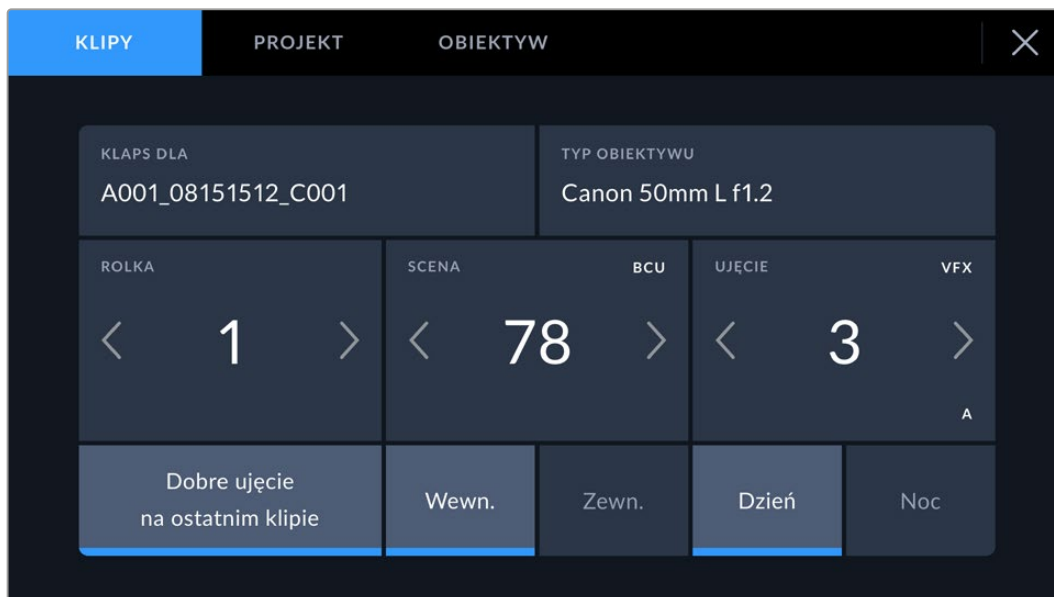 KLIPY PROJEKT OBIEKTYW
KLAPS DLA
A001_08151512_C001
TYP OBIEKTYWU
Canon 50mm L f1.2
ROLKA
1
SCENA BCU
78
UJĘCIE VFX
3
A
Dobre ujęcie
na ostatnim klipie
Wewn.
Zewn.
Dzień
Noc